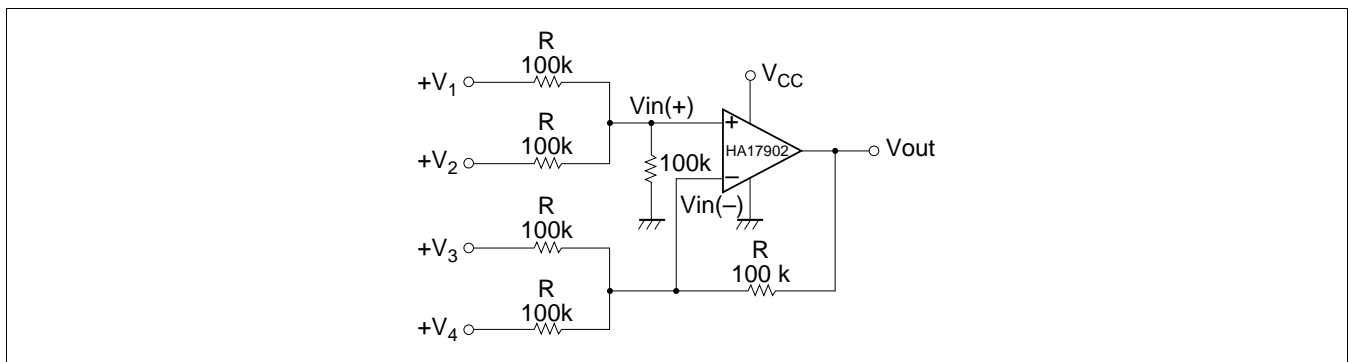 R
100k
+V1
Vin(+)
VCC
R
100k
+V2
+
HA17902
Vout
100k
–
Vin(–)
R
100k
+V3
R
100 k
R
100k
+V4